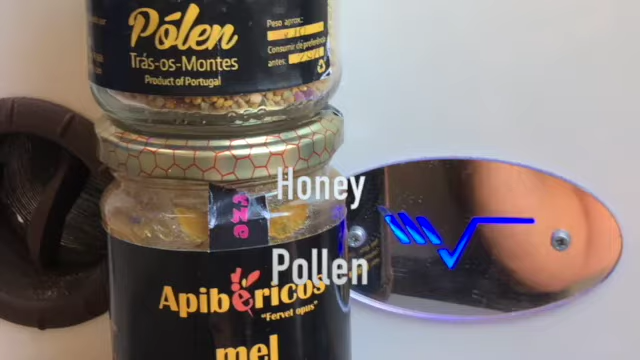 Pólen
Trás-os-Montes
Product of Portugal
Peso aprox.:
Consumir de preferência
antes:
Honey
Pollen
Apibéricos
"Fervet opus"
mel